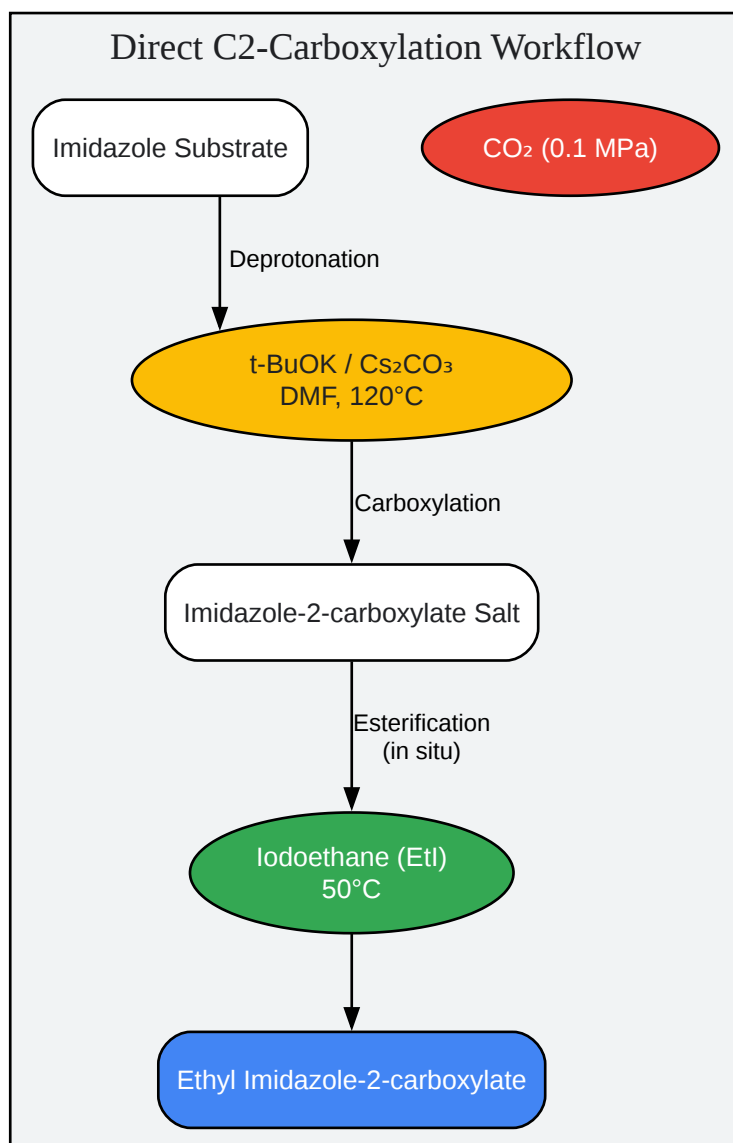 Direct C2-Carboxylation Workflow
Imidazole Substrate
CO₂ (0.1 MPa)
Deprotonation
t-BuOK / Cs₂CO₃
DMF, 120°C
Carboxylation
Imidazole-2-carboxylate Salt
Esterification
(in situ)
Iodoethane (EtI)
50°C
Ethyl Imidazole-2-carboxylate